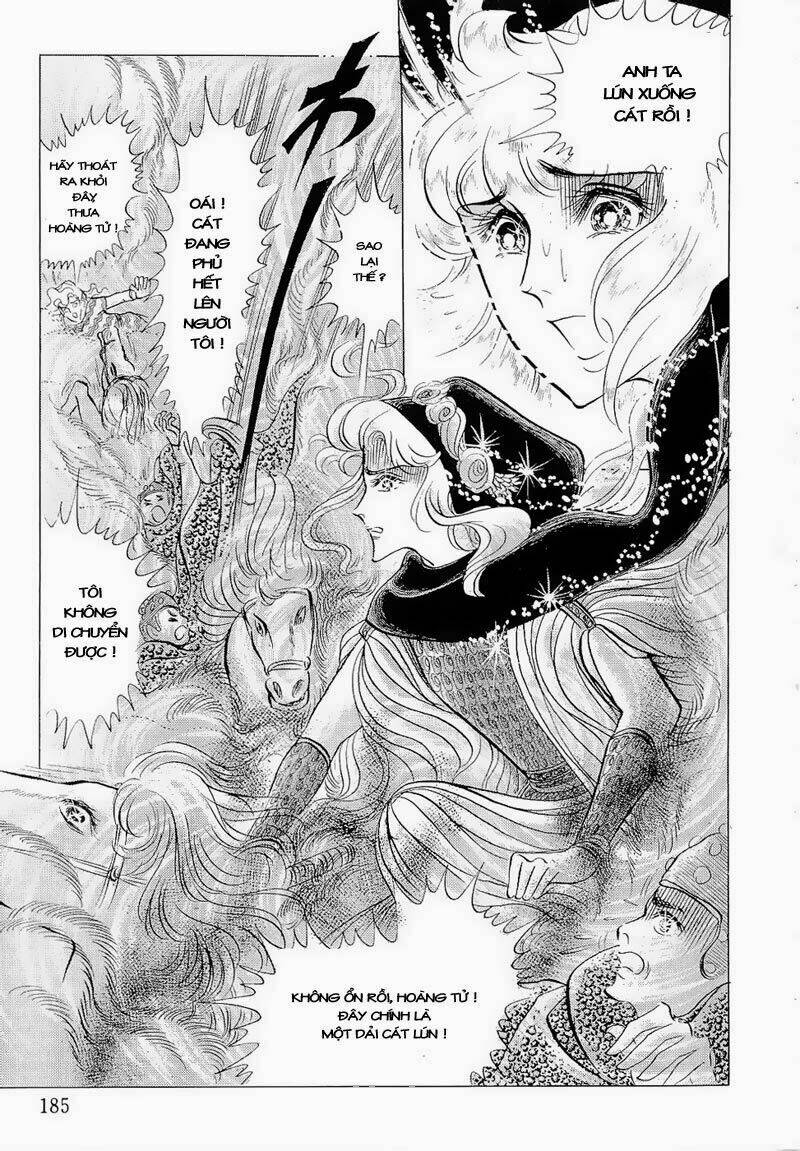 ANH TA
LÚN XUỐNG
CÁT RỒI !
わ
SAO
LẠI
THẾ ?
OÁI !
CÁT
ĐANG
PHỦ
HẾT
LÊN
NGƯỜI
TÔI !
HÃY THOÁT
RA KHỎI
ĐÂY,
THƯA
HOÀNG TỬ !
TÔI
KHÔNG
DI CHUYỂN
ĐƯỢC !
KHÔNG ỔN RỒI, HOÀNG TỬ !
ĐÂY CHÍNH LÀ
MỘT DẢI CÁT LÚN !
185